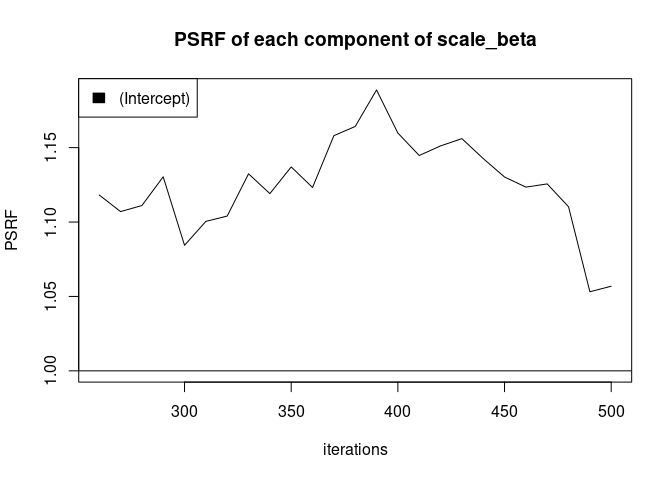 PSRF of each component of scale_beta
(Intercept)
PSRF
1.15
1.10
1.05
1.00
300 350 400 450 500
iterations